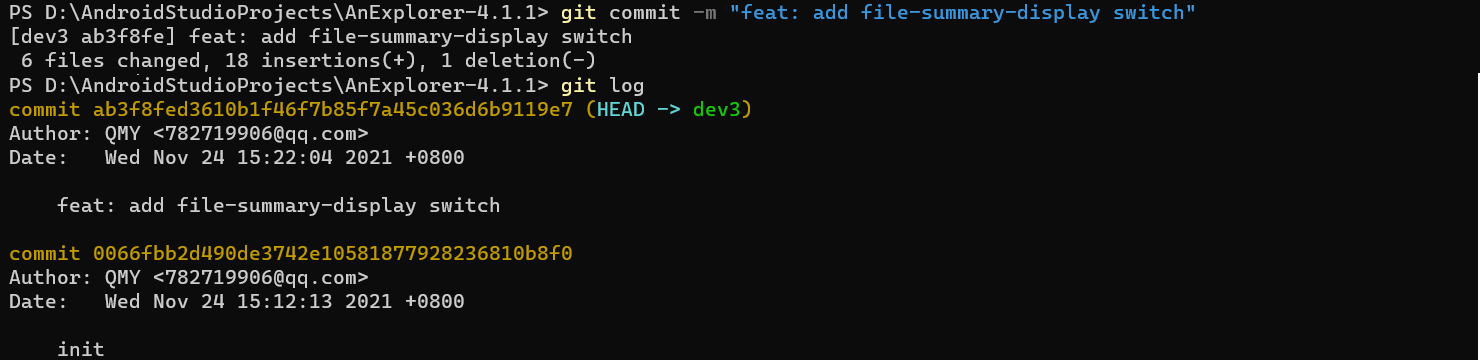 PS D:\AndroidStudioProjects\AnExplorer-4.1.1> git commit -m "feat: add file-summary-display switch"
[dev3 ab3f8fe] feat: add file-summary-display switch
 6 files changed, 18 insertions(+), 1 deletion(-)
PS D:\AndroidStudioProjects\AnExplorer-4.1.1> git log
commit ab3f8fed3610b1f46f7b85f7a45c036d6b9119e7 (HEAD -> dev3)
Author: QMY <782719906@qq.com>
Date:   Wed Nov 24 15:22:04 2021 +0800

    feat: add file-summary-display switch

commit 0066fbb2d490de3742e10581877928236810b8f0
Author: QMY <782719906@qq.com>
Date:   Wed Nov 24 15:12:13 2021 +0800

    init